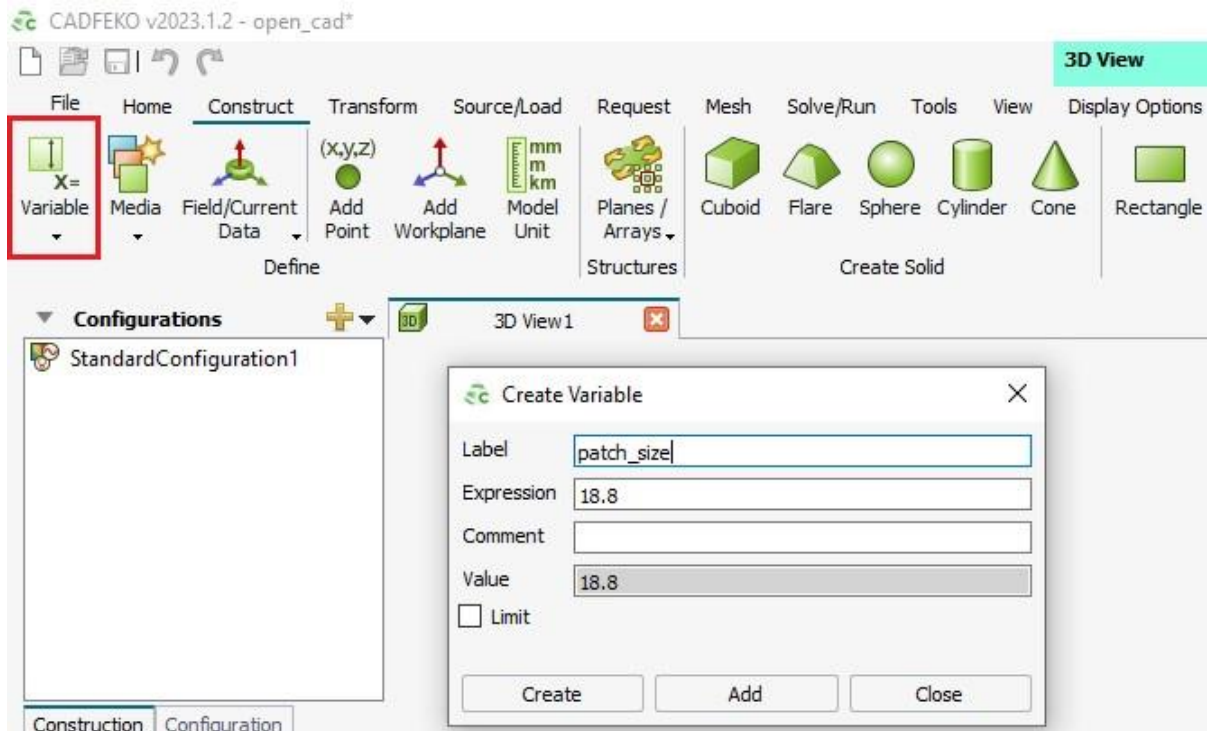 CADFEKO v2023.1.2 - open_cad*
3D View
File Home Construct Transform Source/Load Request Mesh Solve/Run Tools View Display Options
X=
Variable
Media
Field/Current
Data
(x,y,z)
Add
Point
Add
Workplane
mm
m
km
Model
Unit
Planes /
Arrays
Cuboid
Flare
Sphere
Cylinder
Cone
Rectangle
Define
Structures
Create Solid
Configurations
3D
3D View1
StandardConfiguration1
Create Variable
Label patch_size
Expression 18.8
Comment
Value 18.8
Limit
Create Add Close
Construction Configuration